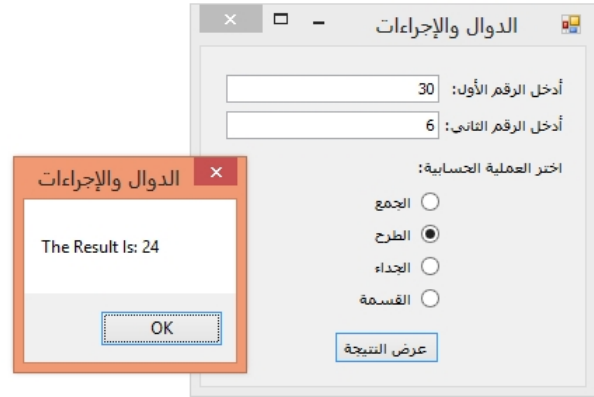 الدوال والإجراءات
أدخل الرقم الأول: 30
أدخل الرقم الثاني: 6
اختر العملية الحسابية:
الجمع
الطرح
الجداء
القسمة
عرض النتيجة
الدوال والإجراءات
The Result Is: 24
OK